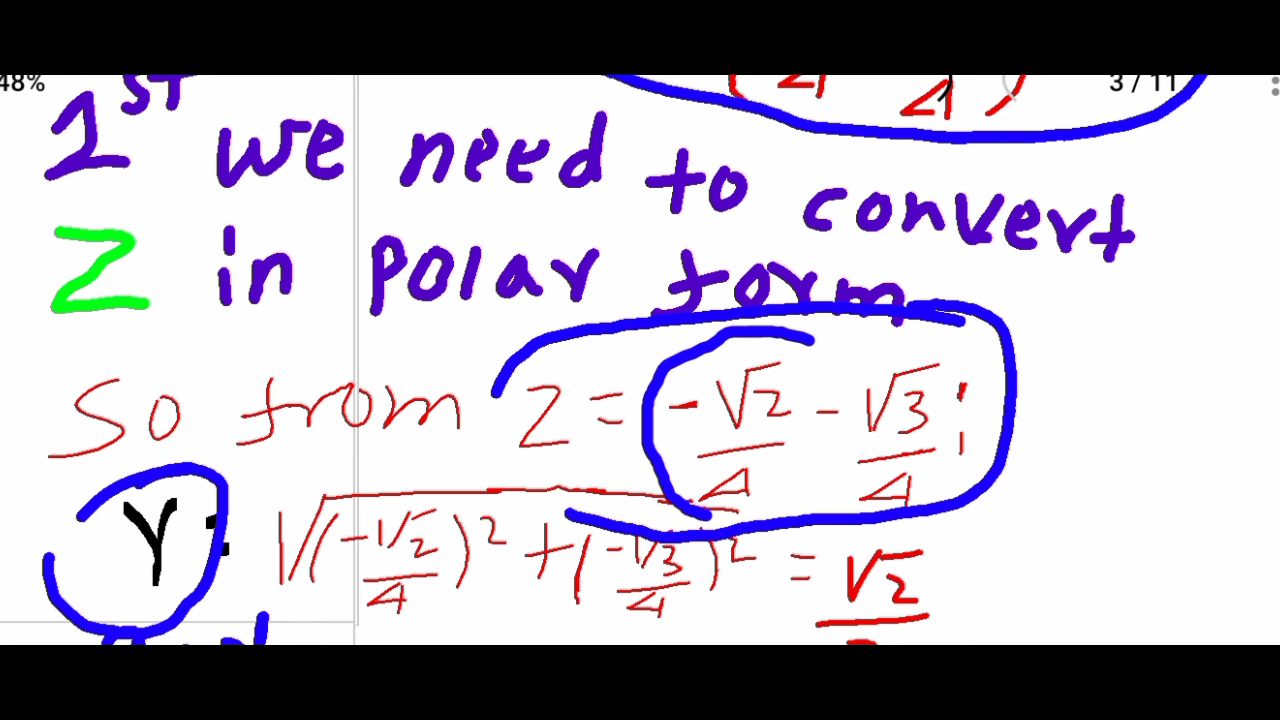 48%
3 / 11
1st we need to convert
Z in polar form
So from Z = -√2/4 - √3/4 i
r = √((-√2/4)² + (-√3/4)²) = √2